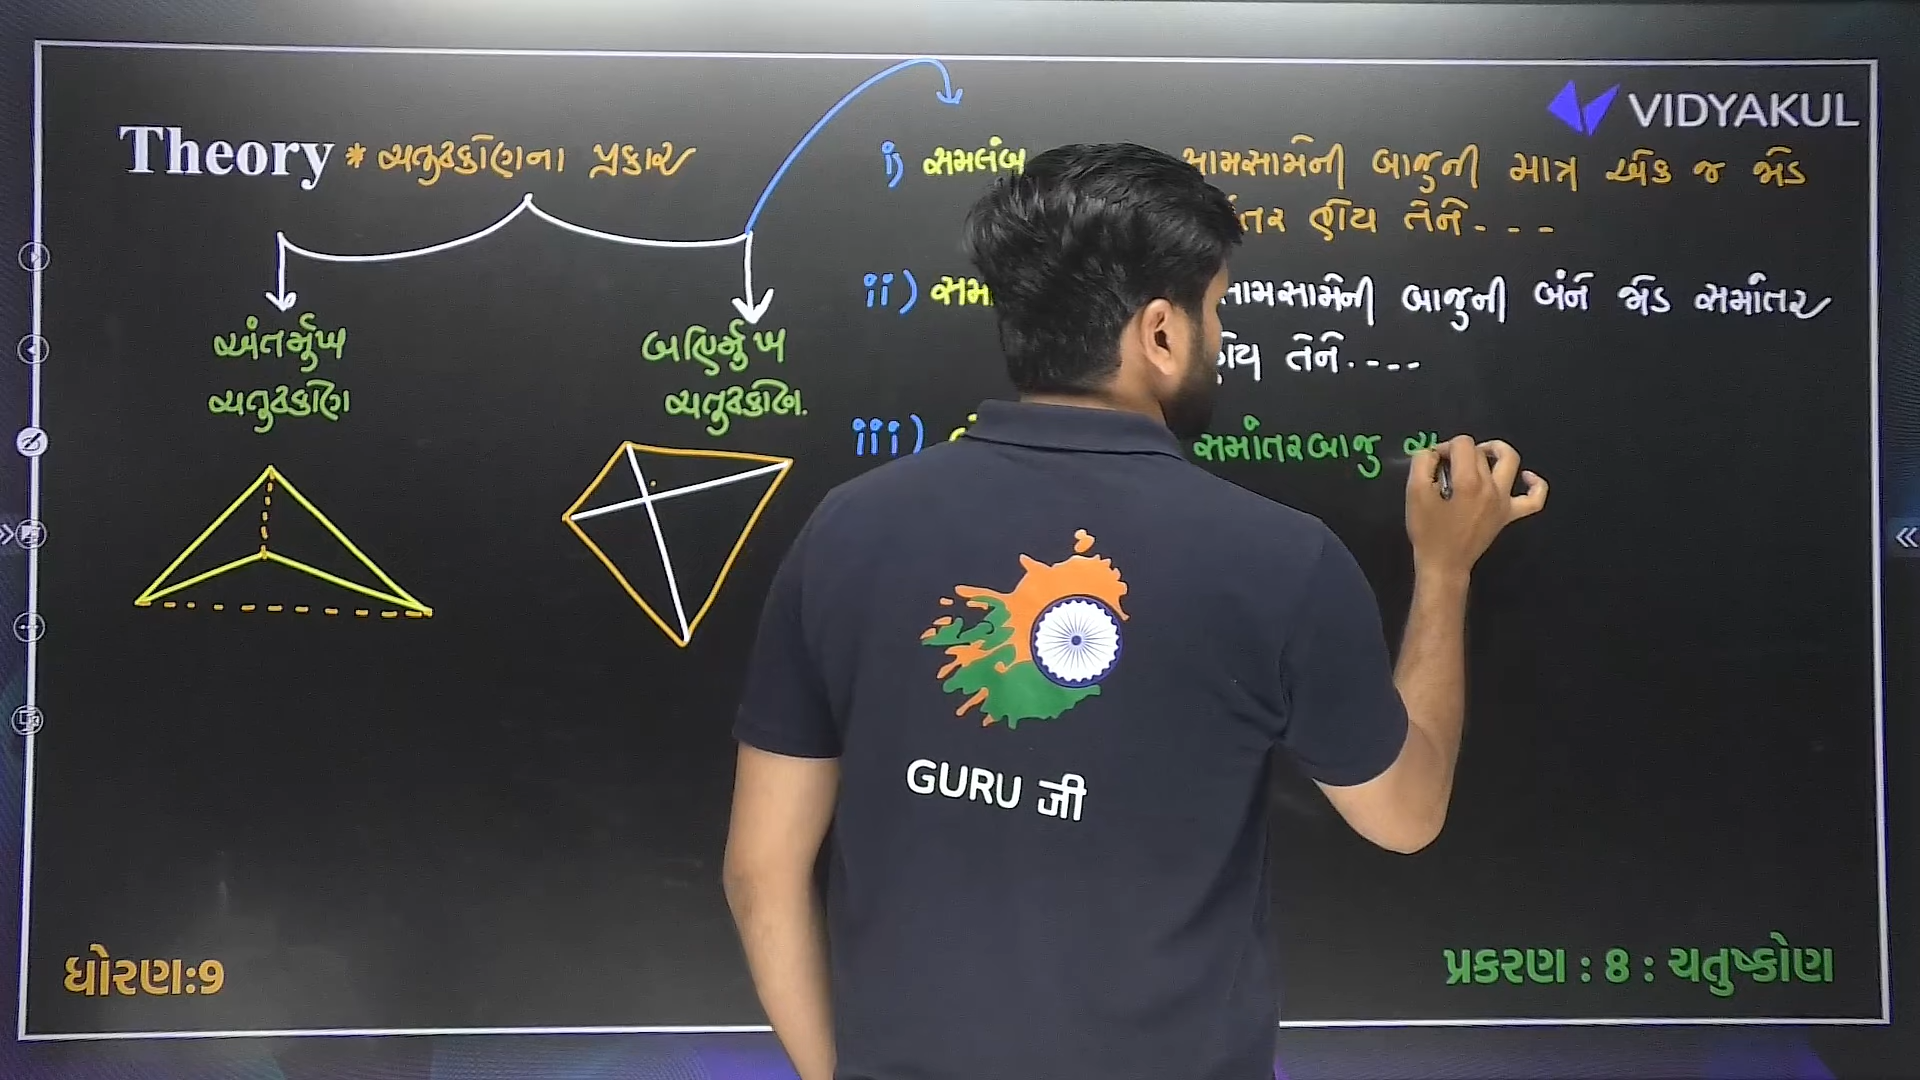 VIDYAKUL
Theory * ચતુષ્કોણના પ્રકાર
i) સમલંબ સામસામેની બાજુની માત્ર એક જ જોડ
હોય તેને - - -
ii) સામસામેની બાજુની બંને જોડ સમાંતર
હોય તેને - - - -
iii) સમાંતરબાજુ
અંતર્મુખ
ચતુષ્કોણ
બહિર્મુખ
ચતુષ્કોણ.
GURU जी
ધોરણ:9
પ્રકરણ : 8 : ચતુષ્કોણ